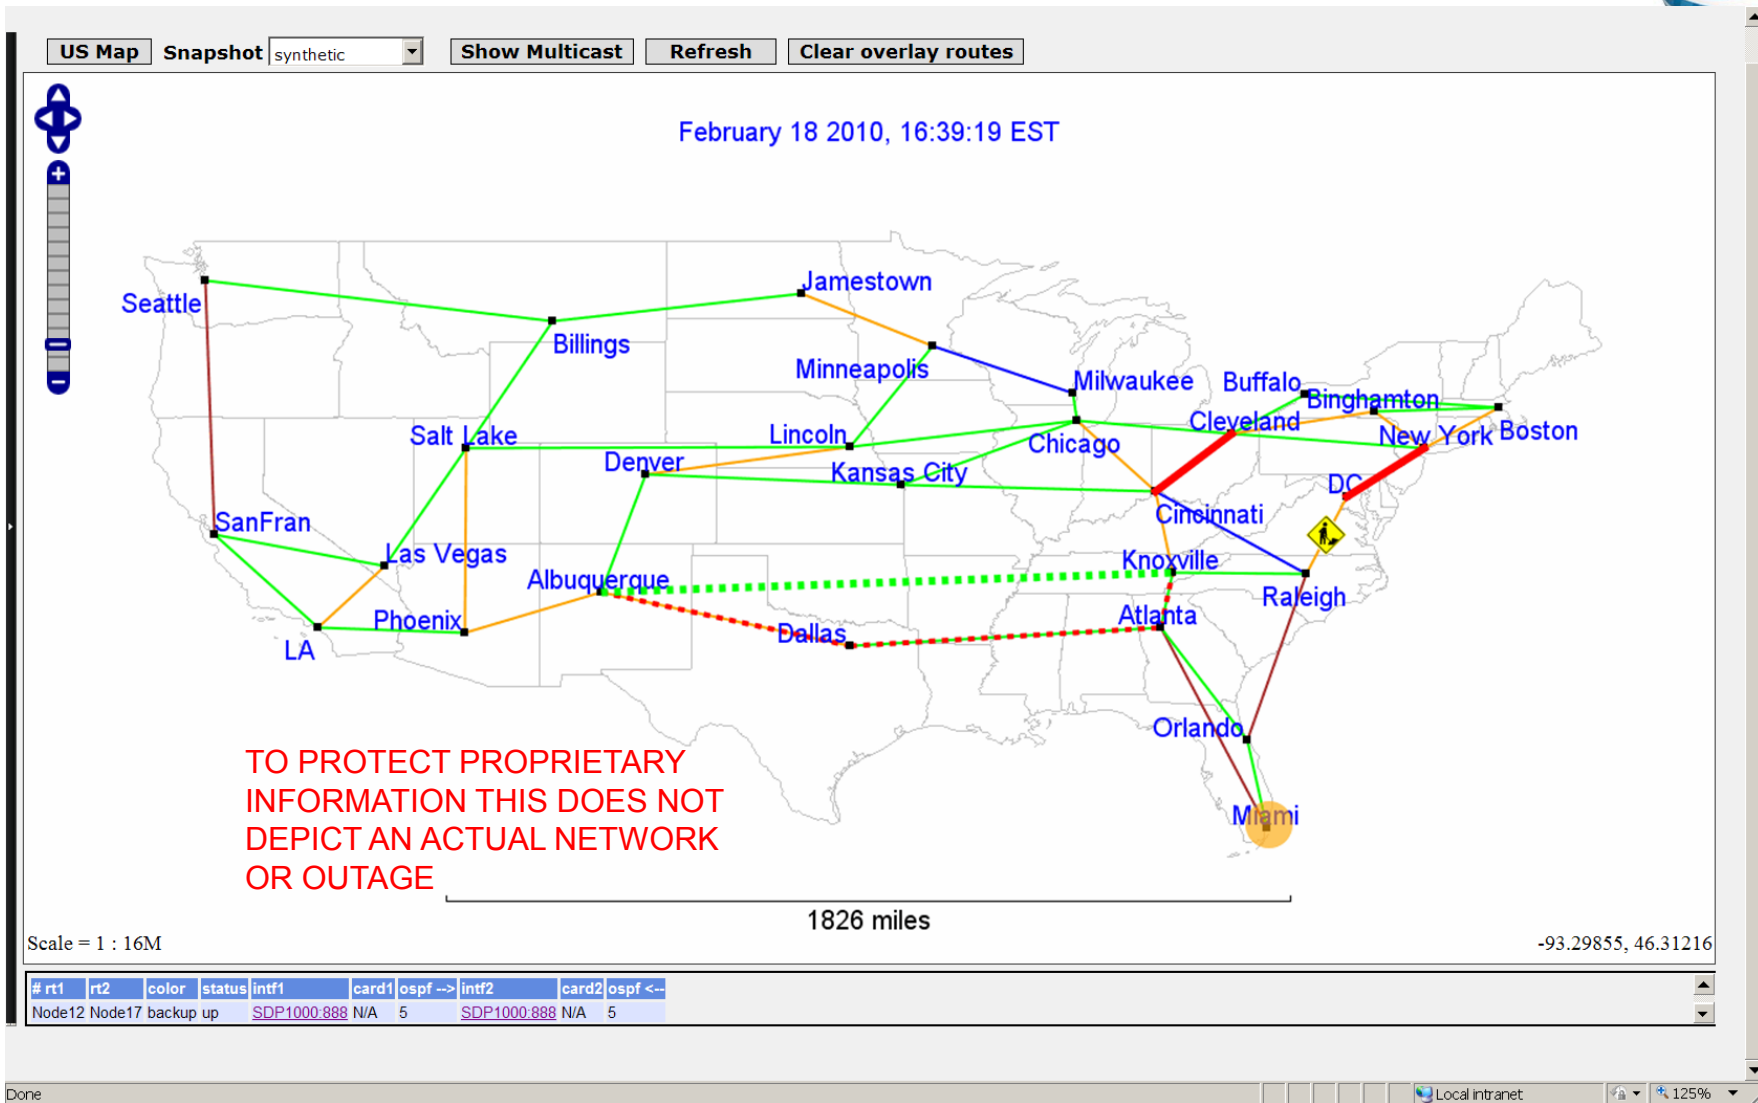 US Map Snapshot synthetic Show Multicast Refresh Clear overlay routes
February 18 2010, 16:39:19 EST
Jamestown
Seattle
Billings
Minneapolis
Milwaukee
Buffalo
Binghamton
Cleveland
Salt Lake
Lincoln
Chicago
New York
Boston
Denver
Kansas City
DC
SanFran
Cincinnati
Las Vegas
Knoxville
Albuquerque
Raleigh
Phoenix
Dallas
Atlanta
LA
Orlando
Miami
TO PROTECT PROPRIETARY
INFORMATION THIS DOES NOT
DEPICT AN ACTUAL NETWORK
OR OUTAGE
1826 miles
Scale = 1 : 16M
-93.29855, 46.31216
# rt1 rt2 color status intf1 card1 ospf --> intf2 card2 ospf <--
Node12 Node17 backup up SDP1000:888 N/A 5 SDP1000:888 N/A 5
Done Local intranet 125%